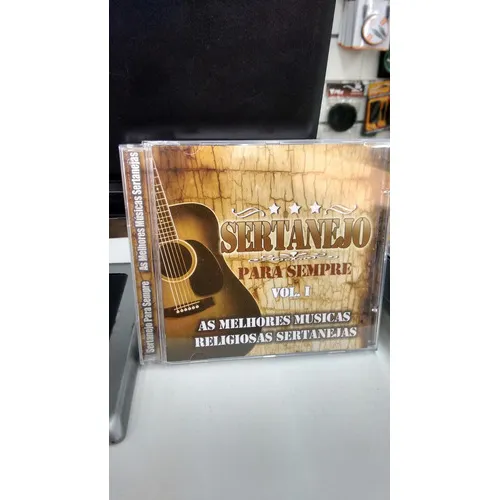 As Melhores Musicas Sertanejas
Sertanejo Para Sempre
SERTANEJO
PARA SEMPRE
VOL. I
AS MELHORES MUSICAS
RELIGIOSAS SERTANEJAS